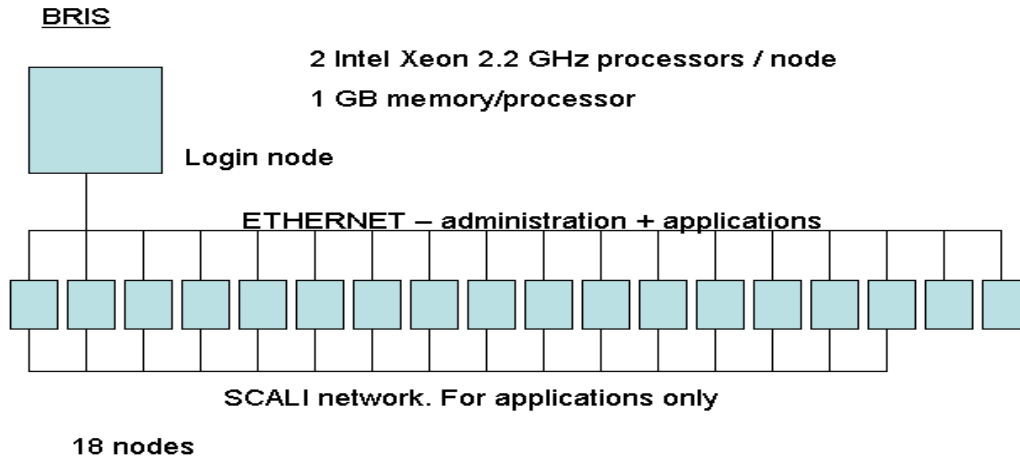 BRIS
2 Intel Xeon 2.2 GHz processors / node
1 GB memory/processor
Login node
ETHERNET – administration + applications
SCALI network. For applications only
18 nodes